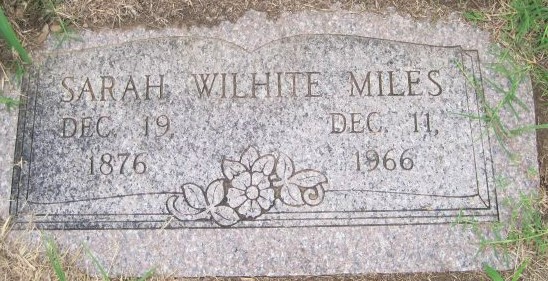 SARAH WILHITE MILES
DEC. 19, DEC. 11,
1876 1966